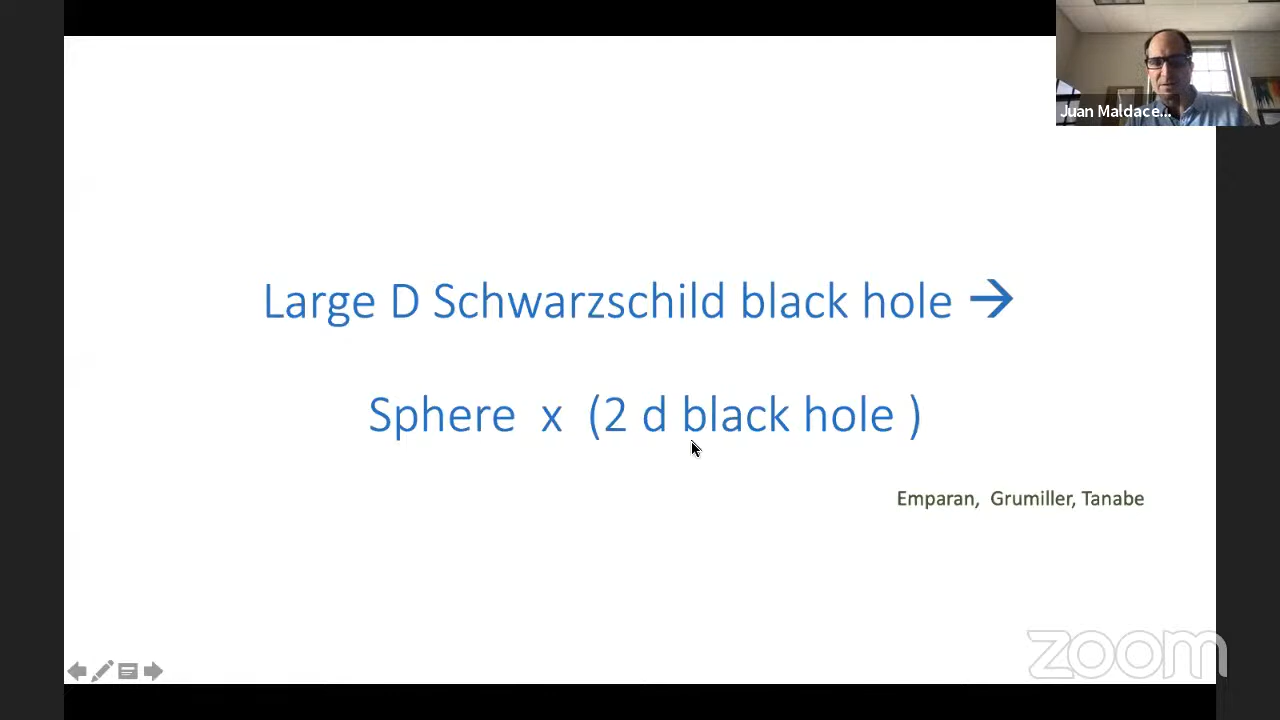 Juan Maldace...
Large D Schwarzschild black hole →
Sphere x (2 d black hole )
Emparan, Grumiller, Tanabe
zoom